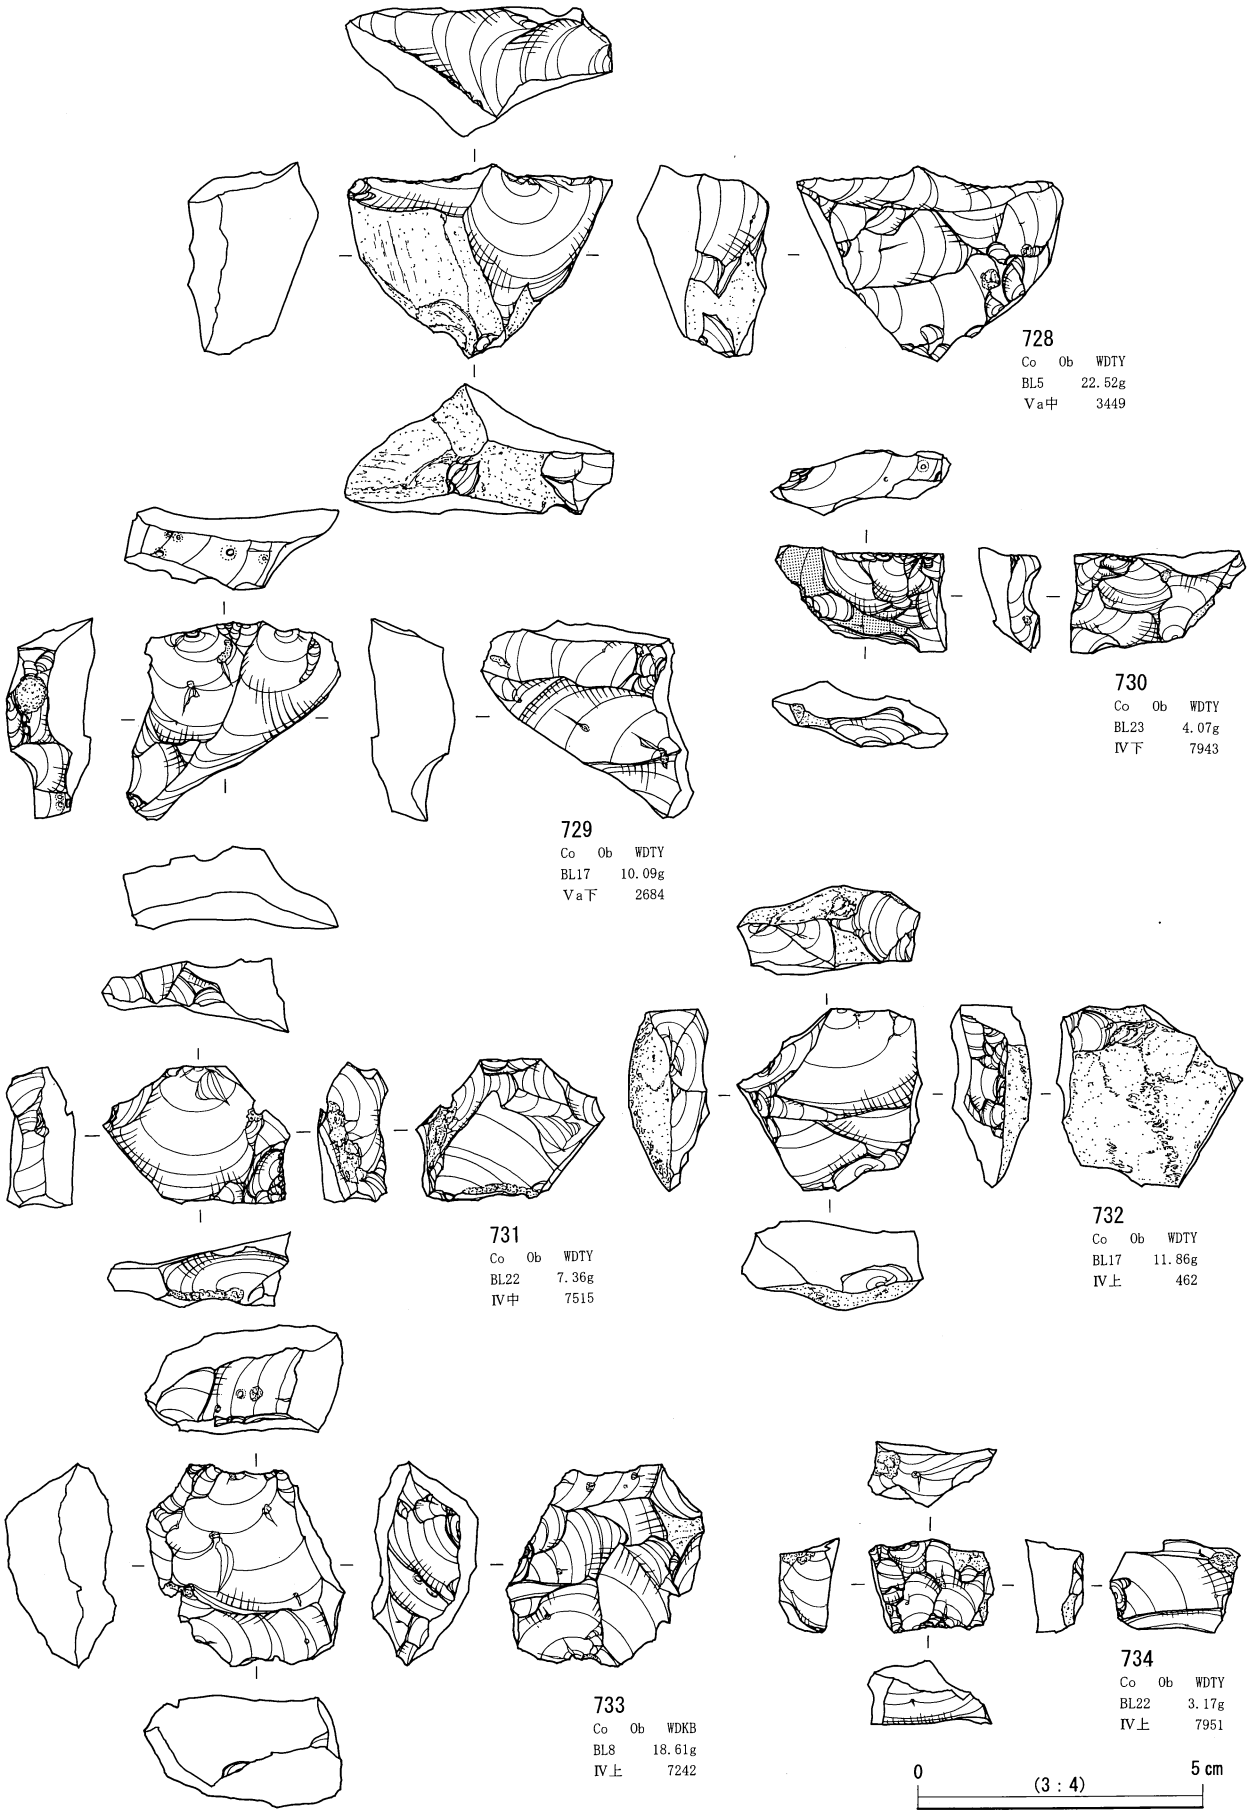 728
Co Ob WDTY
BL5 22.52g
Ⅴa中 3449
730
Co Ob WDTY
BL23 4.07g
Ⅳ下 7943
729
Co Ob WDTY
BL17 10.09g
Ⅴa下 2684
731
Co Ob WDTY
BL22 7.36g
Ⅳ中 7515
732
Co Ob WDTY
BL17 11.86g
Ⅳ上 462
733
Co Ob WDKB
BL8 18.61g
Ⅳ上 7242
734
Co Ob WDTY
BL22 3.17g
Ⅳ上 7951
0 (3 : 4) 5 cm